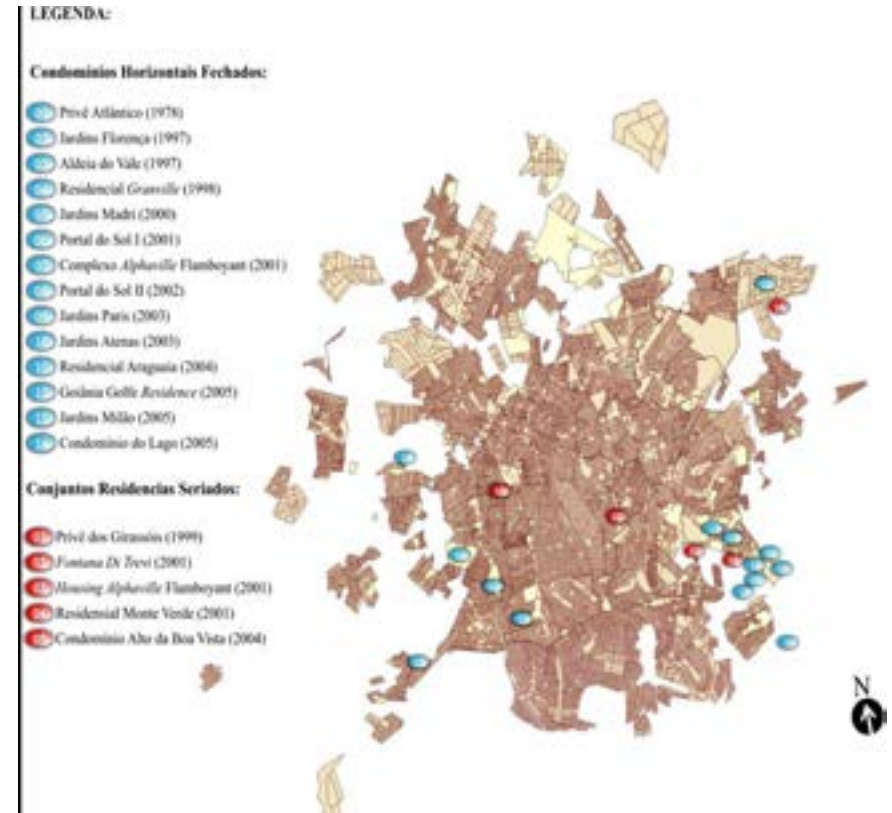 LEGENDA:
Condomínios Horizontais Fechados:
Privê Atlântico (1978)
Jardins Florença (1997)
Aldeia do Vale (1997)
Residencial Granville (1998)
Jardins Madri (2000)
Portal do Sol I (2001)
Complexo Alphaville Flamboyant (2001)
Portal do Sol II (2002)
Jardins Paris (2003)
Jardins Atenas (2003)
Residencial Araguaia (2004)
Goiânia Golfe Residence (2005)
Jardins Milão (2005)
Condomínio do Lago (2005)
Conjuntos Residencias Seriados:
Privê dos Girassóis (1999)
Fontana Di Trevi (2001)
Housing Alphaville Flamboyant (2001)
Residensial Monte Verde (2001)
Condomínio Alto da Boa Vista (2004)
N